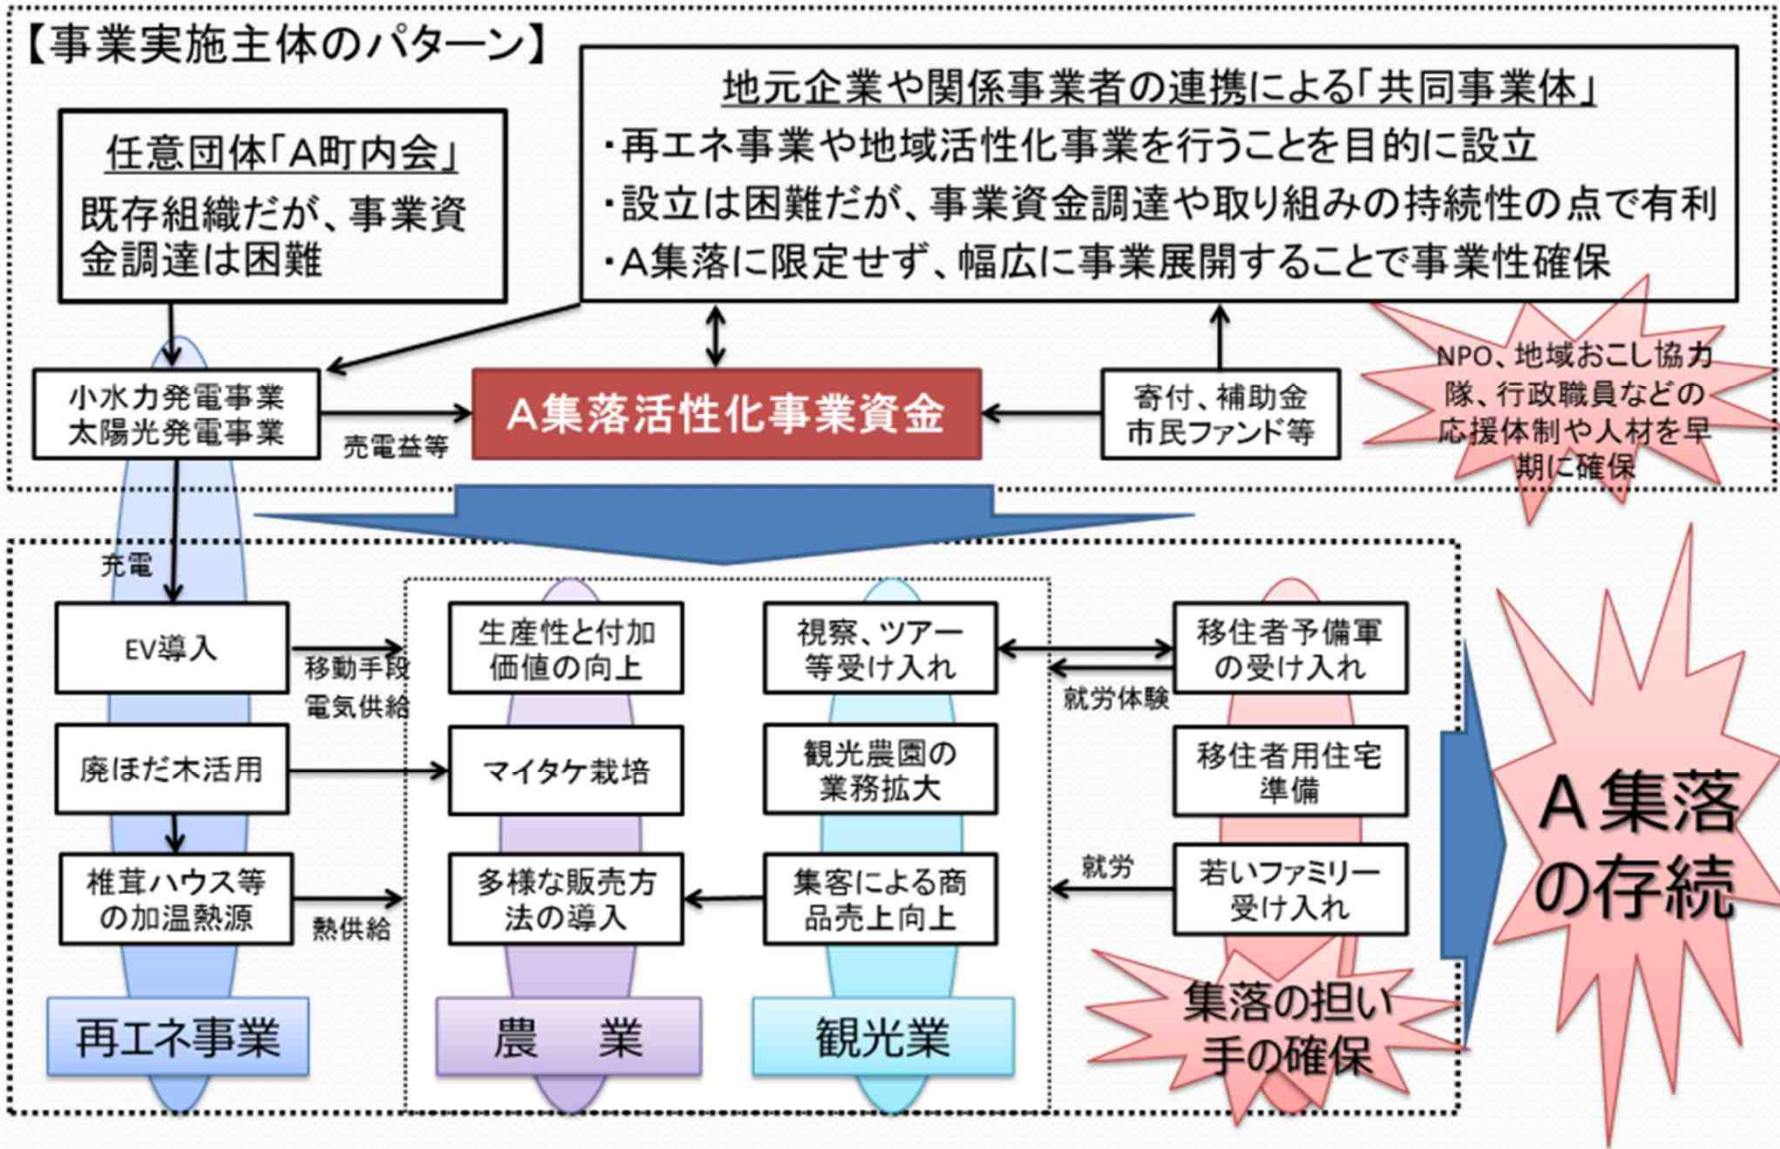 【事業実施主体のパターン】
任意団体「A町内会」
既存組織だが、事業資
金調達は困難
地元企業や関係事業者の連携による「共同事業体」
・再エネ事業や地域活性化事業を行うことを目的に設立
・設立は困難だが、事業資金調達や取り組みの持続性の点で有利
・A集落に限定せず、幅広に事業展開することで事業性確保
小水力発電事業
太陽光発電事業
売電益等
A集落活性化事業資金
寄付、補助金
市民ファンド等
NPO、地域おこし協力
隊、行政職員などの
応援体制や人材を早
期に確保
充電
EV導入
移動手段
電気供給
廃ほだ木活用
椎茸ハウス等
の加温熱源
熱供給
再エネ事業
生産性と付加
価値の向上
マイタケ栽培
多様な販売方
法の導入
農　業
視察、ツアー
等受け入れ
観光農園の
業務拡大
集客による商
品売上向上
観光業
就労体験
就労
移住者予備軍
の受け入れ
移住者用住宅
準備
若いファミリー
受け入れ
集落の担い
手の確保
A集落
の存続